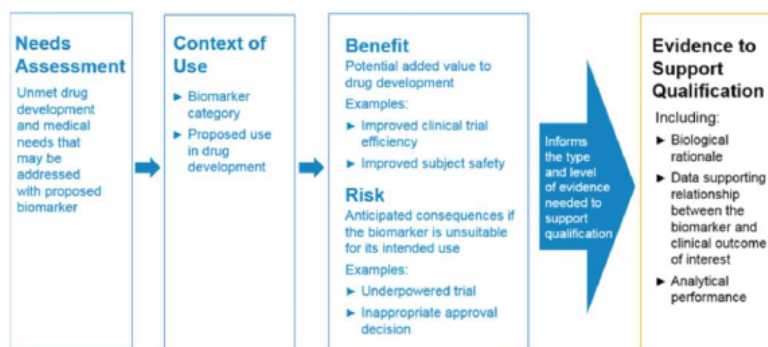 Needs
Assessment
Unmet drug
development
and medical
needs that
may be
addressed
with proposed
biomarker
Context of
Use
► Biomarker
category
► Proposed use
in drug
development
Benefit
Potential added value to
drug development
Examples:
► Improved clinical trial
efficiency
► Improved subject safety
Risk
Anticipated consequences if
the biomarker is unsuitable
for its intended use
Examples:
► Underpowered trial
► Inappropriate approval
decision
Informs
the type
and level
of evidence
needed to
support
qualification
Evidence to
Support
Qualification
Including:
► Biological
rationale
► Data supporting
relationship
between the
biomarker and
clinical outcome
of interest
► Analytical
performance